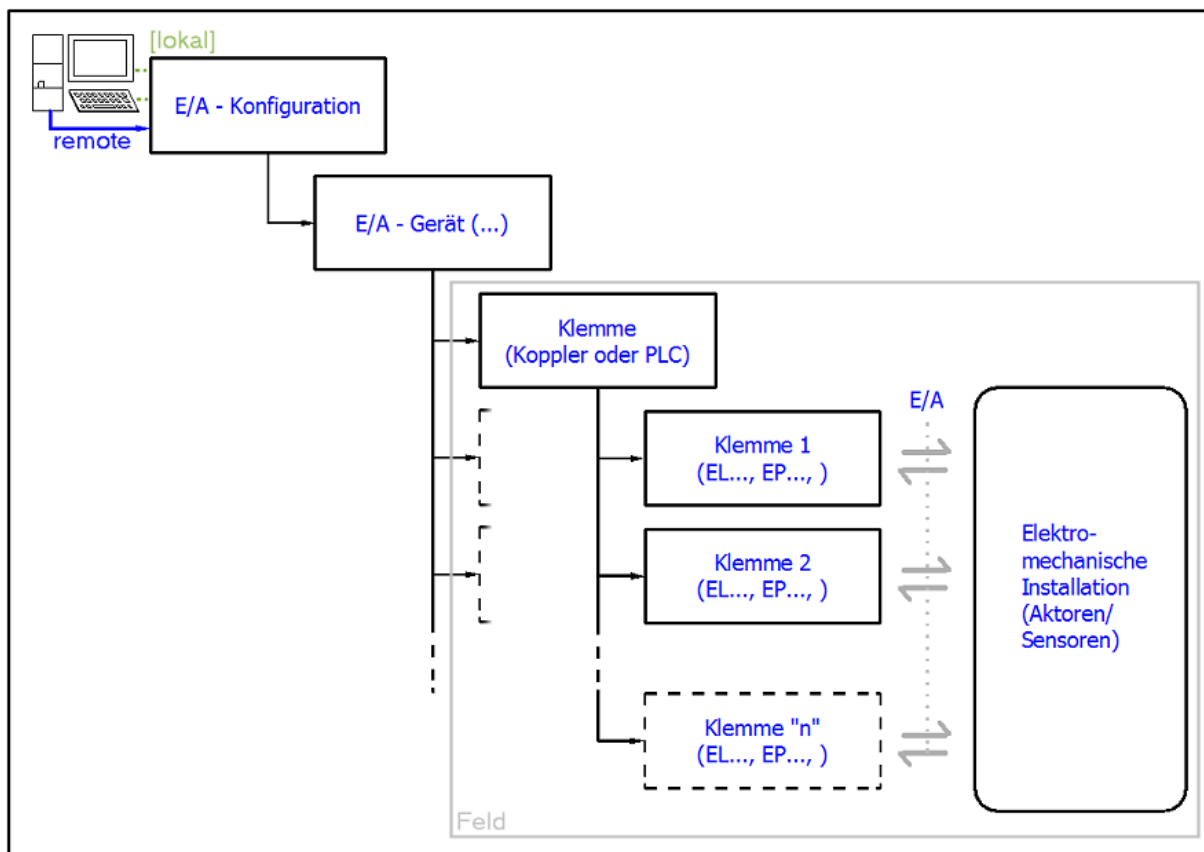 [lokal]
E/A - Konfiguration
remote
E/A - Gerät (...)
Klemme
(Koppler oder PLC)
E/A
Klemme 1
(EL..., EP..., )
Klemme 2
(EL..., EP..., )
Elektro-
mechanische
Installation
(Aktoren/
Sensoren)
Klemme "n"
(EL..., EP..., )
Feld